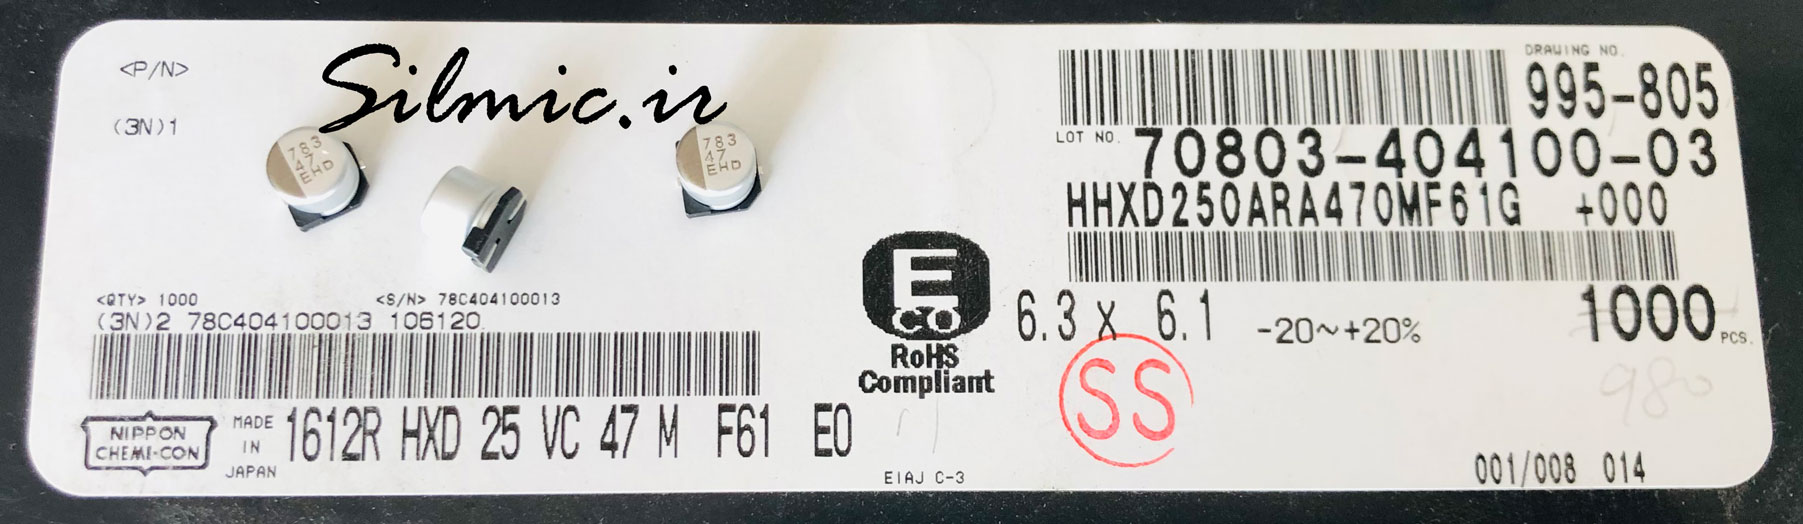 <P/N>
Silmic.ir
(3N)1
783
47
EHD
783
47
EHD
<QTY> 1000 <S/N> 78C404100013
(3N)2 78C404100013 106120
NIPPON
CHEMI-CON
MADE
IN
JAPAN
1612R HXD 25 VC 47 M F61 E0
ECO
RoHS
Compliant
EIAJ C-3
DRAWING NO.
995-805
LOT NO. 70803-404100-03
HHXD250ARA470MF61G +000
6.3 x 6.1 -20~+20% 1000 PCS.
SS
980
001/008 014